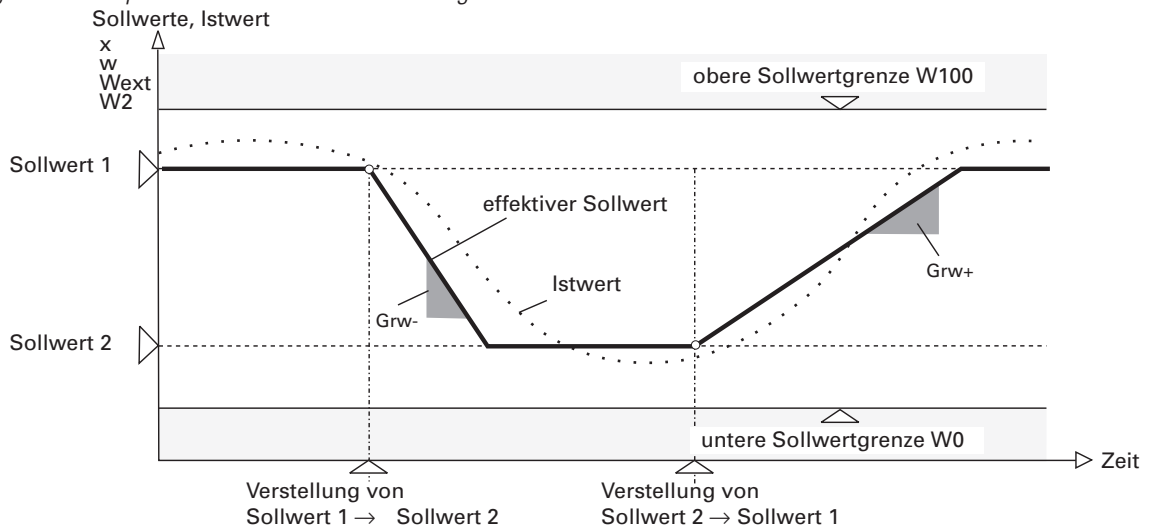 Sollwerte, Istwert
x
w
Wext
W2
obere Sollwertgrenze W100
Sollwert 1
effektiver Sollwert
Istwert
Grw+
Grw-
Sollwert 2
untere Sollwertgrenze W0
Zeit
Verstellung von
Sollwert 1 → Sollwert 2
Verstellung von
Sollwert 2 → Sollwert 1